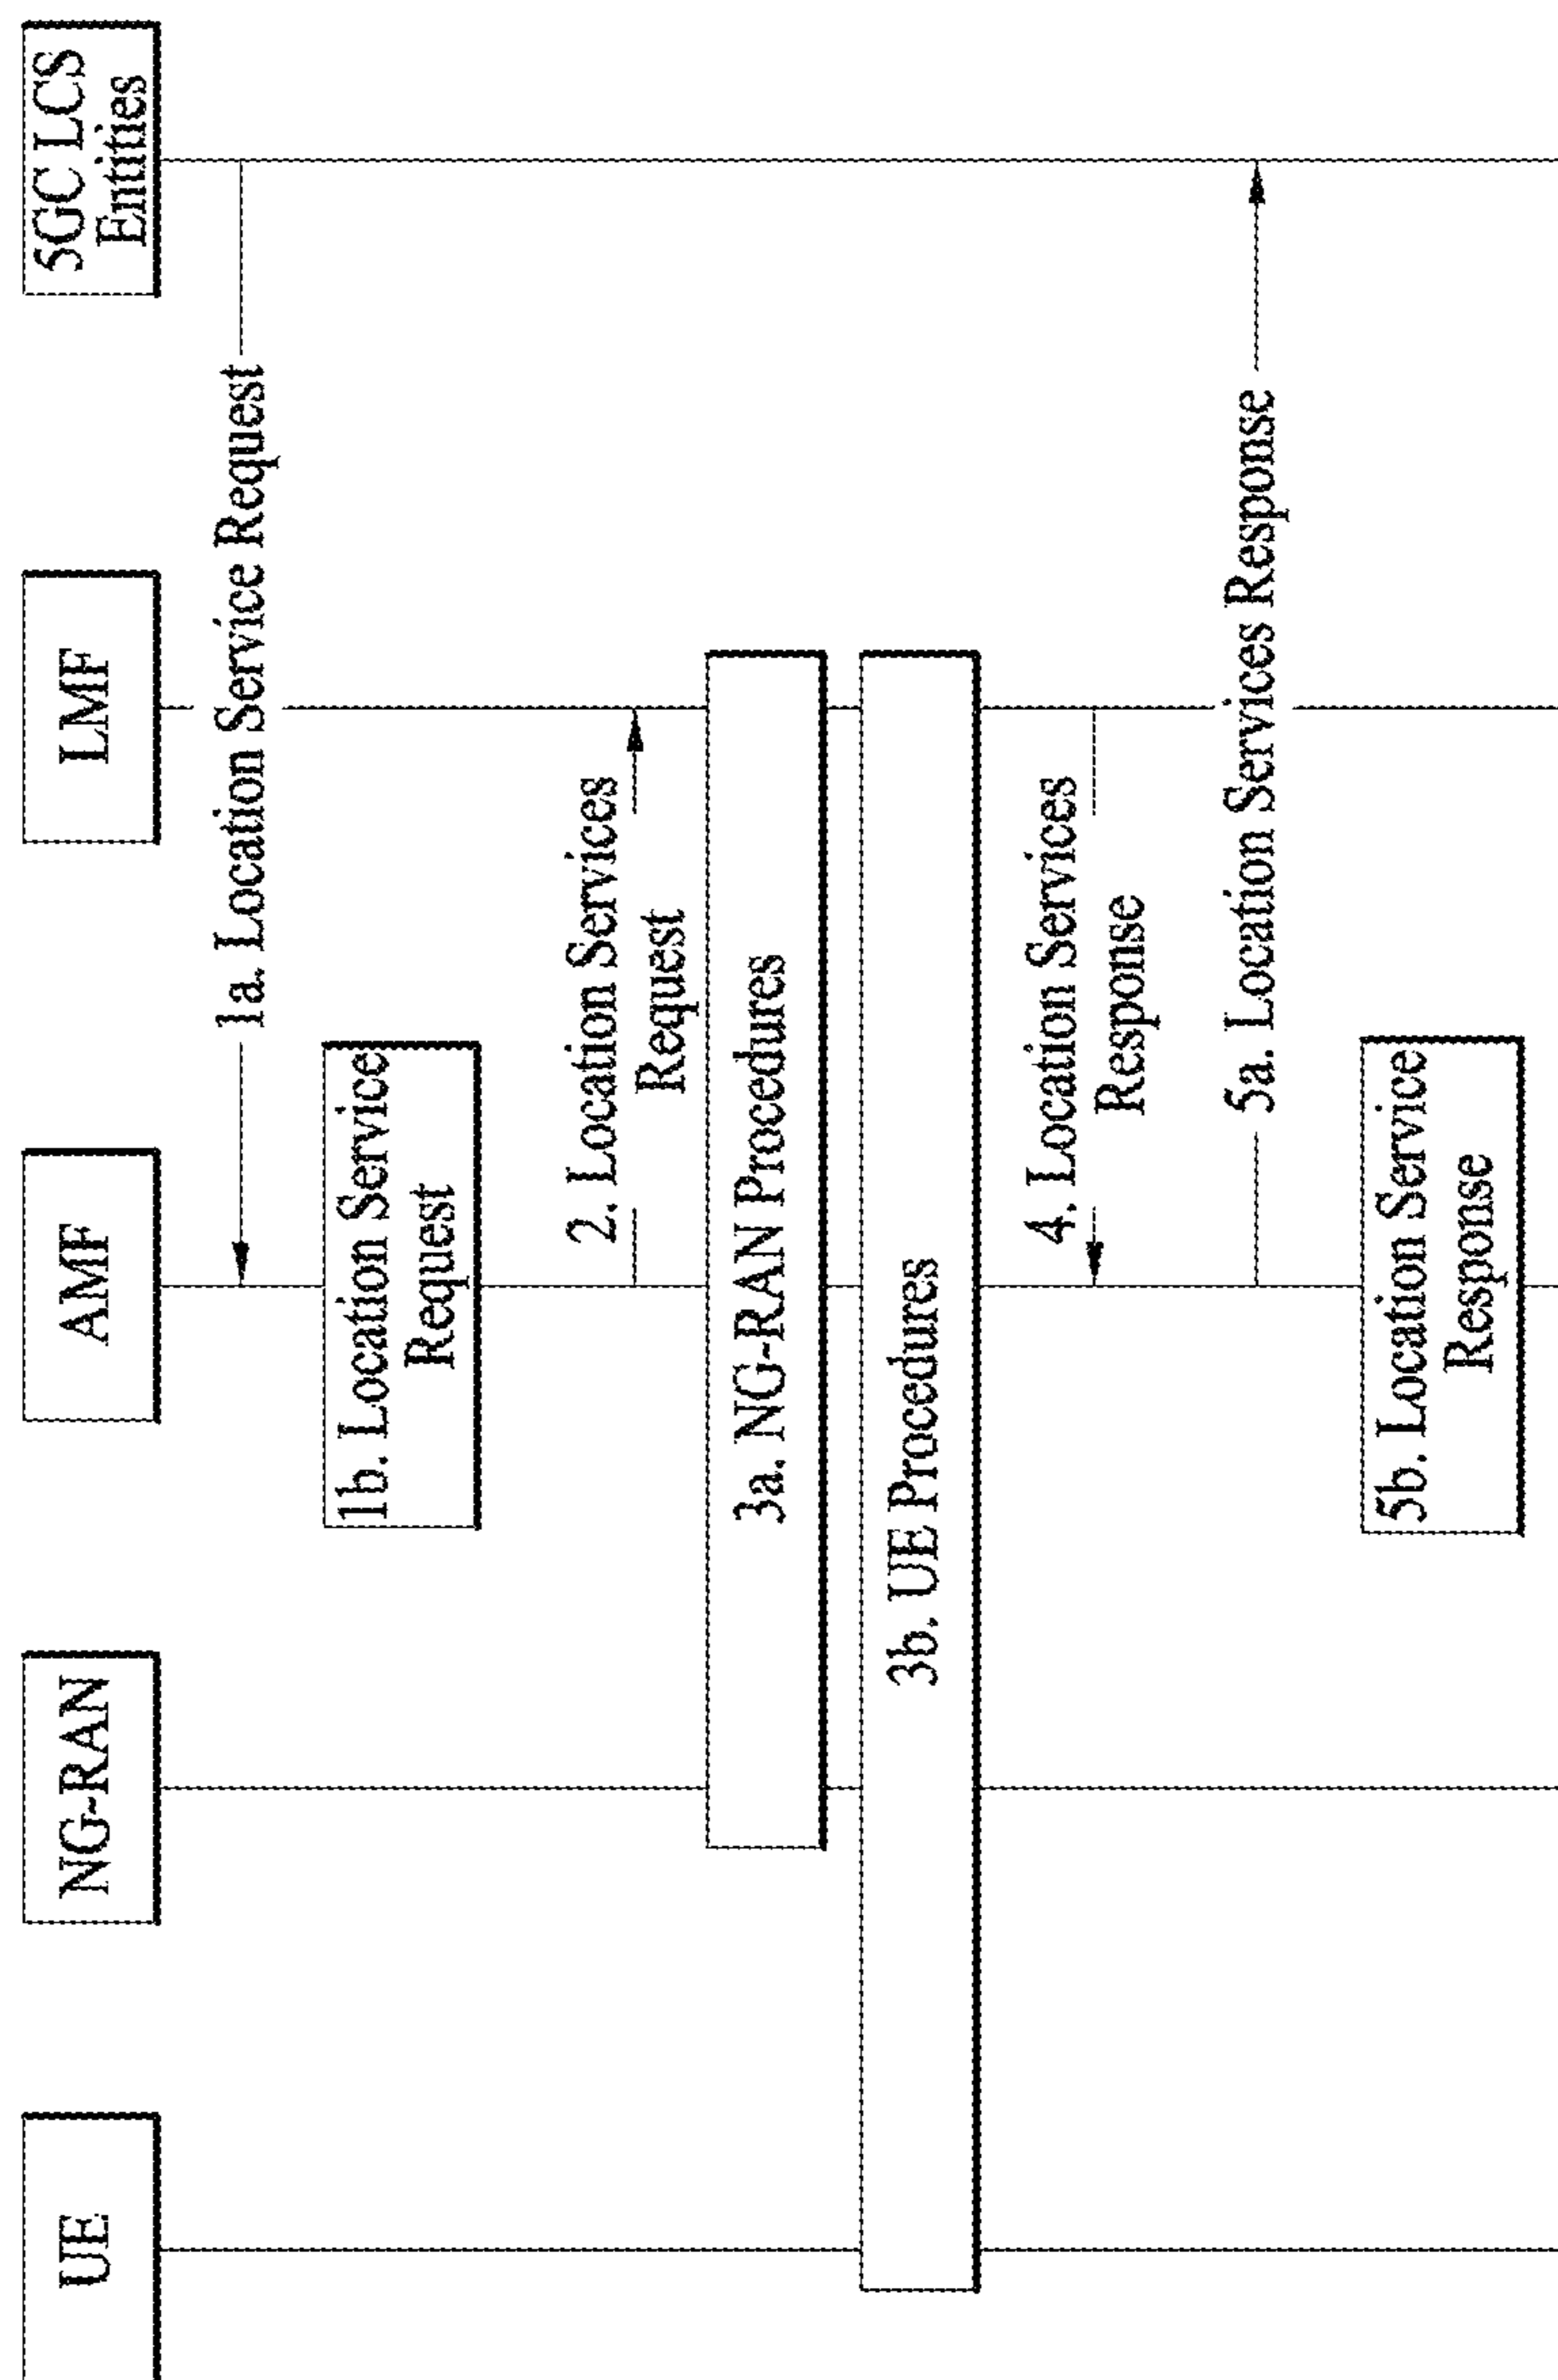 UE
NG-RAN
AMF
LMF
5GC LCS
Entities
1a. Location Service Request
1b. Location Service
Request
2. Location Services
Request
3a. NG-RAN Procedures
3b. UE Procedures
4. Location Services
Response
5a. Location Services Response
5b. Location Service
Response